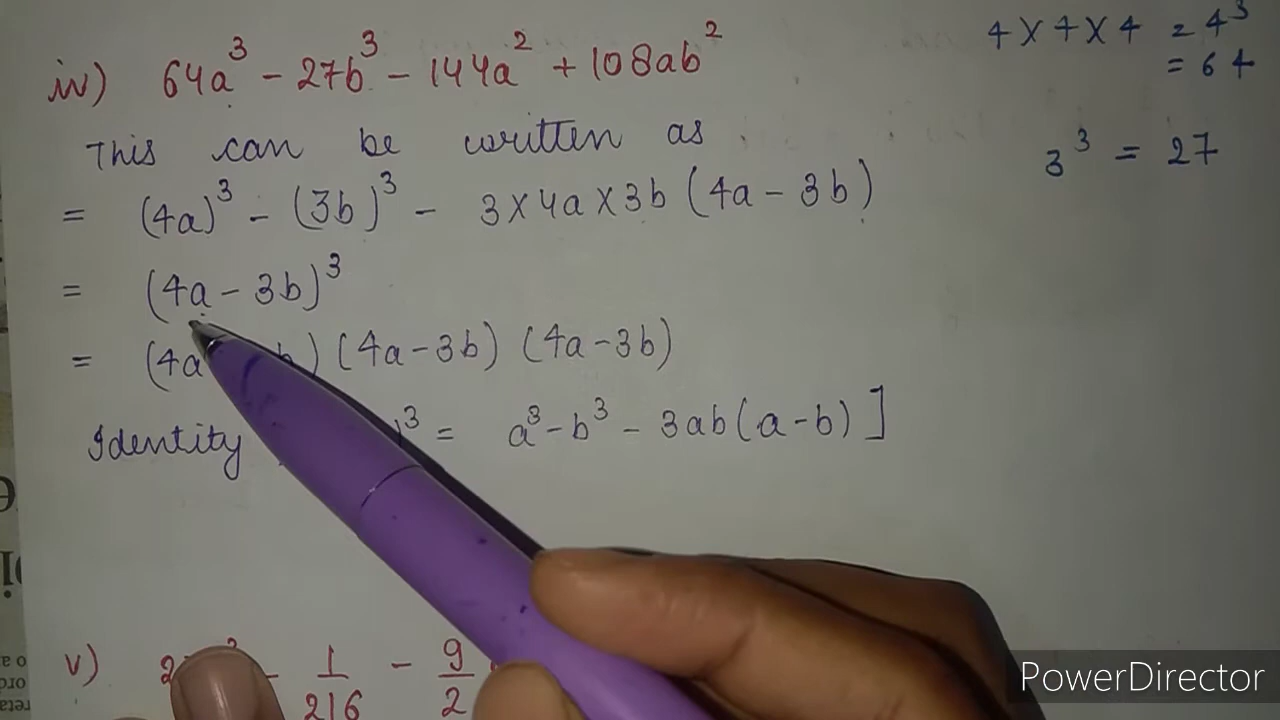 iv) 64a³ - 27b³ - 144a² + 108ab²
4 X 4 X 4 = 4³
= 64
3³ = 27
This can be written as
= (4a)³ - (3b)³ - 3X4aX3b (4a - 3b)
= (4a - 3b)³
= (4a b) (4a - 3b) (4a - 3b)
Identity ³ = a³ - b³ - 3ab(a - b) ]
v) 2 - 1/216 - 9/2
PowerDirector